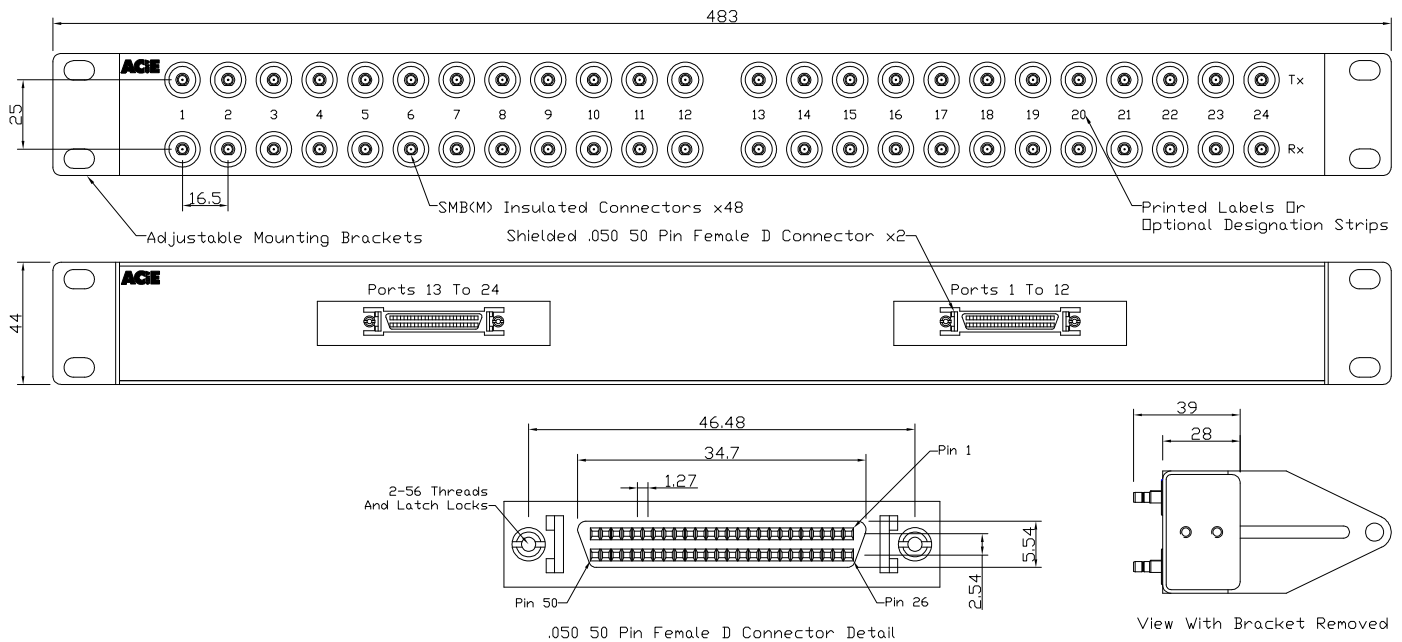 483
ACIE
Tx
25
1 2 3 4 5 6 7 8 9 10 11 12 13 14 15 16 17 18 19 20 21 22 23 24
Rx
16.5
SMB(M) Insulated Connectors x48
Printed Labels Or
Optional Designation Strips
Adjustable Mounting Brackets
Shielded .050 50 Pin Female D Connector x2
ACIE
Ports 13 To 24
Ports 1 To 12
44
46.48
34.7
Pin 1
1.27
2-56 Threads
And Latch Locks
5.54
2.54
Pin 50
Pin 26
.050 50 Pin Female D Connector Detail
39
28
View With Bracket Removed